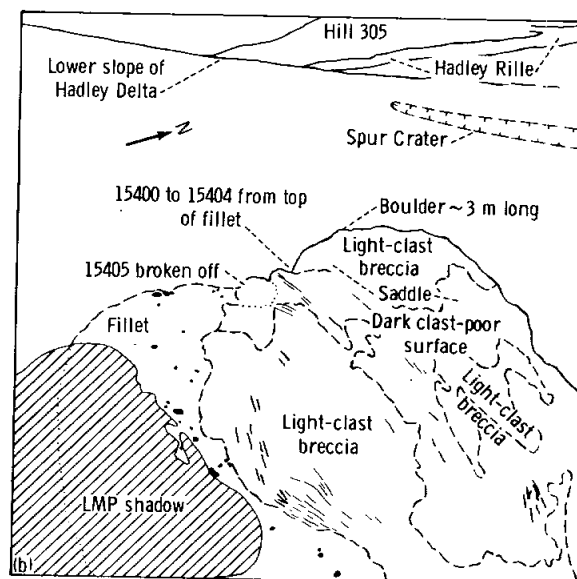 Hill 305
Lower slope of
Hadley Delta
Hadley Rille
N
Spur Crater
15400 to 15404 from top
of fillet
Boulder ~ 3 m long
Light-clast
breccia
15405 broken off
Saddle
Fillet
Dark clast-poor
surface
Light-clast
breccia
Light-clast
breccia
LMP shadow
(b)